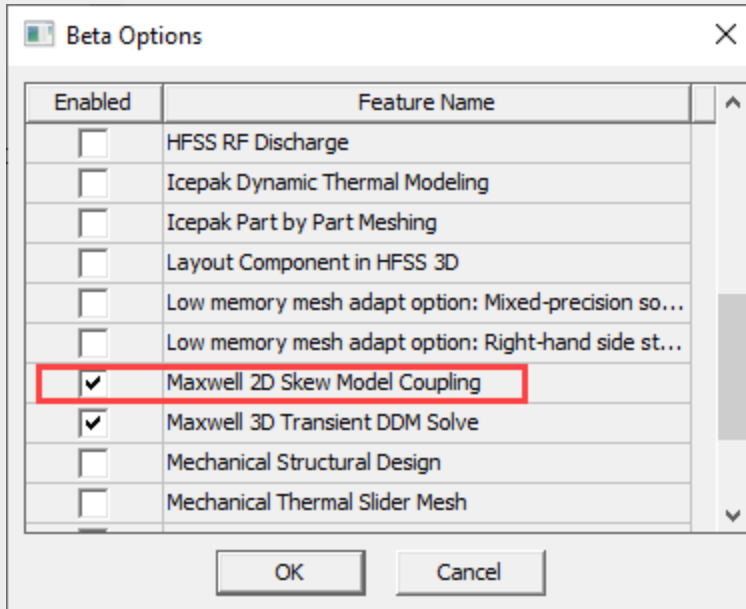 Beta Options
Enabled Feature Name
HFSS RF Discharge
Icepak Dynamic Thermal Modeling
Icepak Part by Part Meshing
Layout Component in HFSS 3D
Low memory mesh adapt option: Mixed-precision so...
Low memory mesh adapt option: Right-hand side st...
Maxwell 2D Skew Model Coupling
Maxwell 3D Transient DDM Solve
Mechanical Structural Design
Mechanical Thermal Slider Mesh
OK Cancel